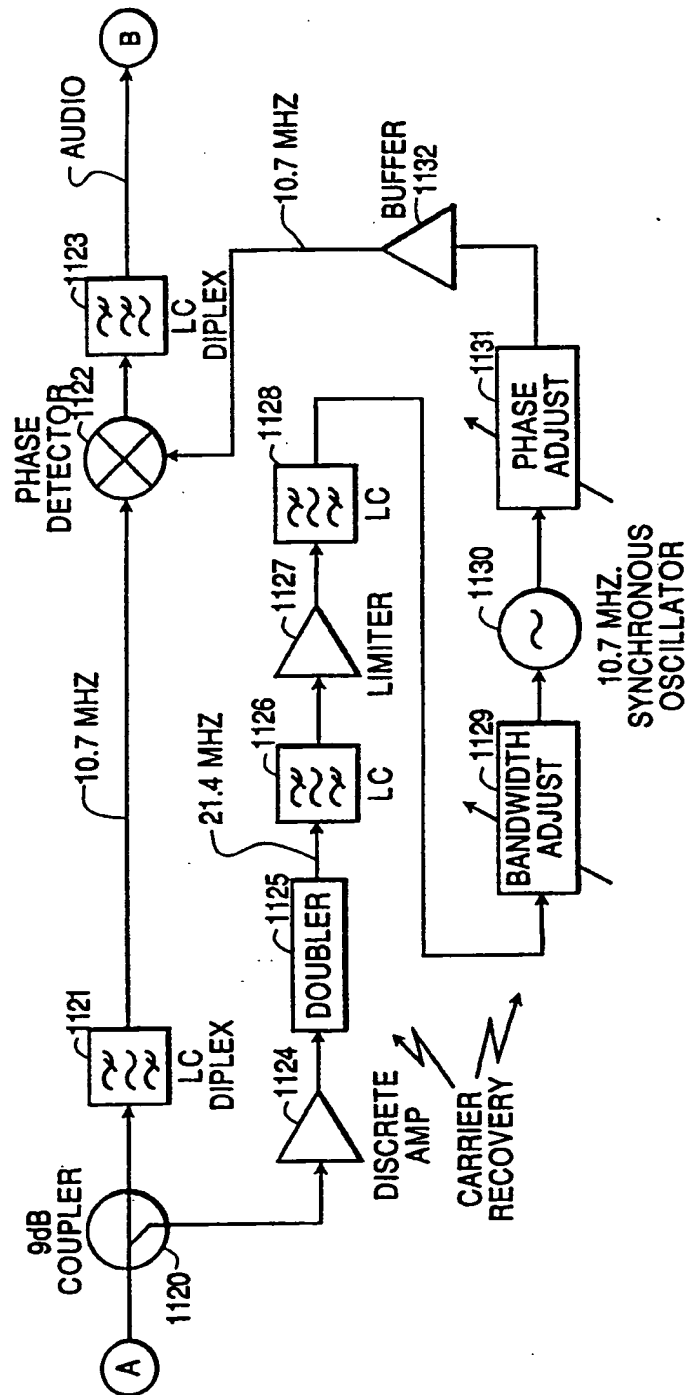 A
9dB
COUPLER
1120
1121
LC
DIPLEX
10.7 MHZ
PHASE
DETECTOR
1122
1123
LC
DIPLEX
AUDIO
B
1124
DISCRETE
AMP
1125
DOUBLER
21.4 MHZ
1126
LC
1127
LIMITER
1128
LC
10.7 MHZ
BUFFER
1132
CARRIER
RECOVERY
1129
BANDWIDTH
ADJUST
1130
10.7 MHZ.
SYNCHRONOUS
OSCILLATOR
1131
PHASE
ADJUST